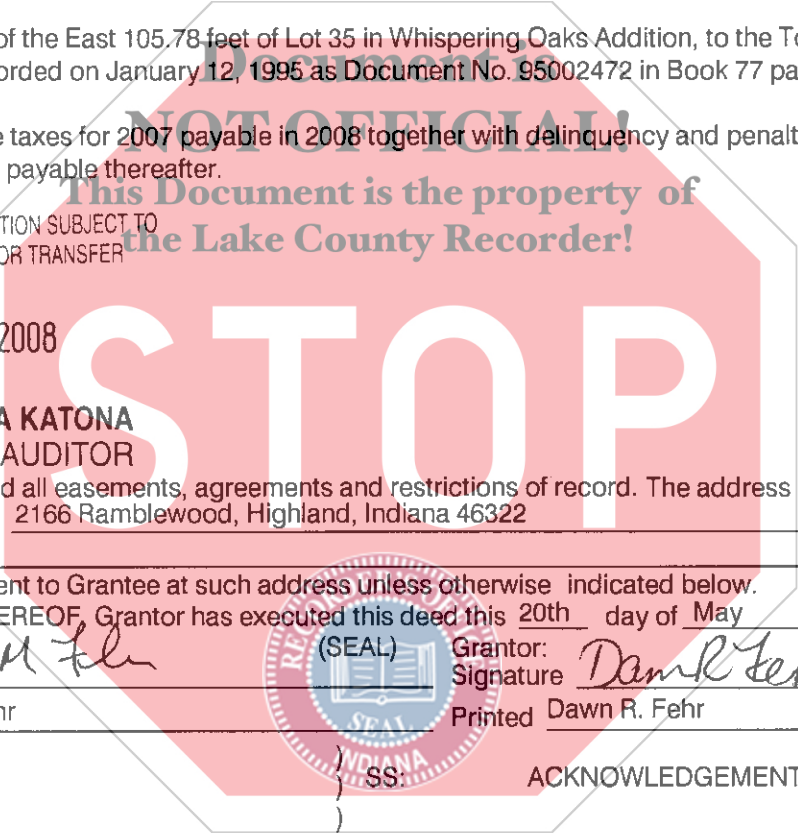 of the East 105.78 feet of Lot 35 in Whispering Oaks Addition, to the To
orded on January 12, 1995 as Document No. 95002472 in Book 77 pa
Document is
NOT OFFICIAL!
e taxes for 2007 payable in 2008 together with delinquency and penalt
payable thereafter.
This Document is the property of
the Lake County Recorder!
TION SUBJECT TO
OR TRANSFER
2008
STOP
A KATONA
AUDITOR
d all easements, agreements and restrictions of record. The address
2166 Ramblewood, Highland, Indiana 46322
ent to Grantee at such address unless otherwise indicated below.
EREOF, Grantor has executed this deed this 20th day of May
(SEAL) Grantor:
Signature Dawn R Fehr
hr Printed Dawn R. Fehr
SEAL
INDIANA
) SS: ACKNOWLEDGEMENT
)
)